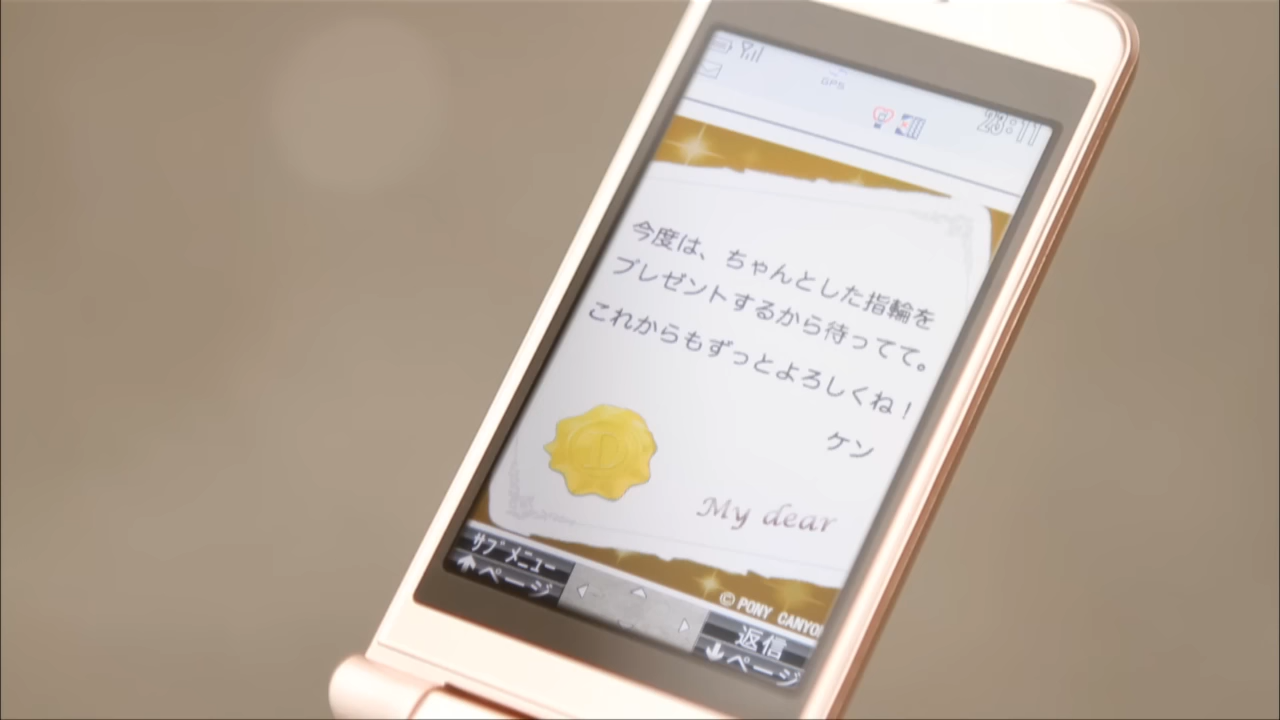 GPS
23:11
今度は、ちゃんとした指輪を
プレゼントするから待ってて。
これからもずっとよろしくね！
ケン
D
My dear
© PONY CANYON
サブメニュー
返信
↑ページ
↓ページ